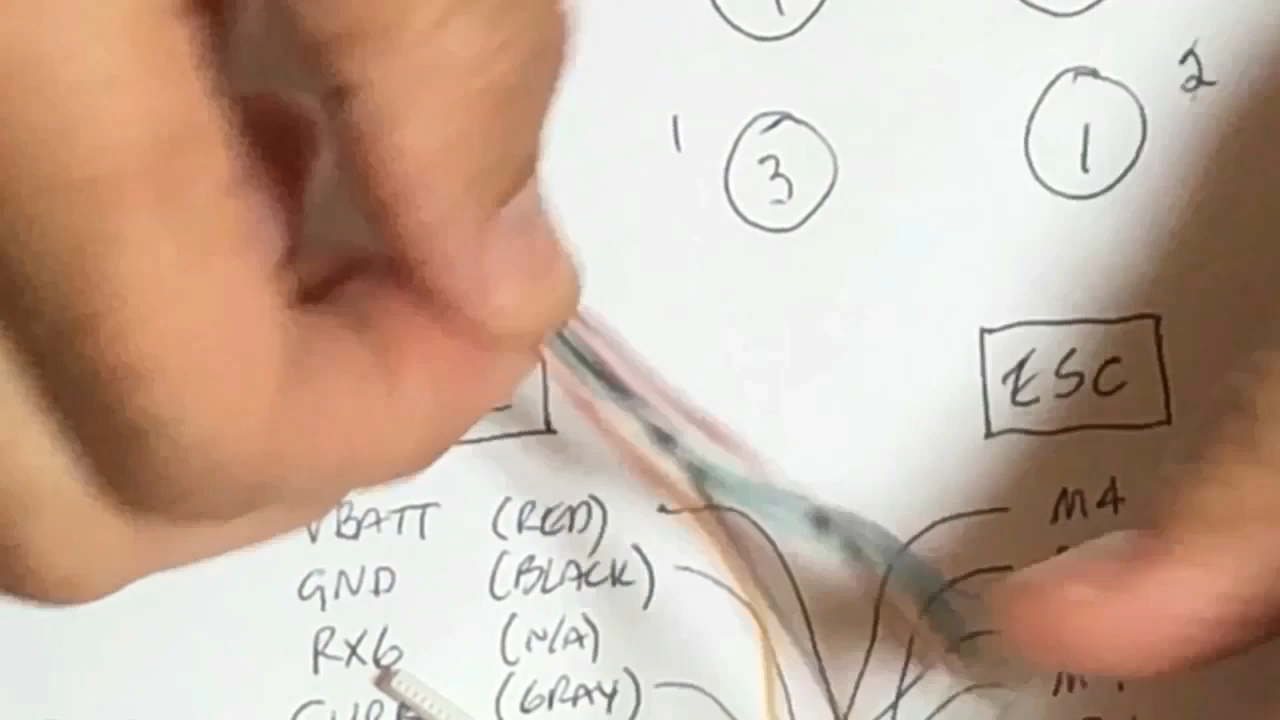 2
1
3
1
ESC
VBATT (RED) M4
GND (BLACK)
RX6 (N/A)
(GRAY)